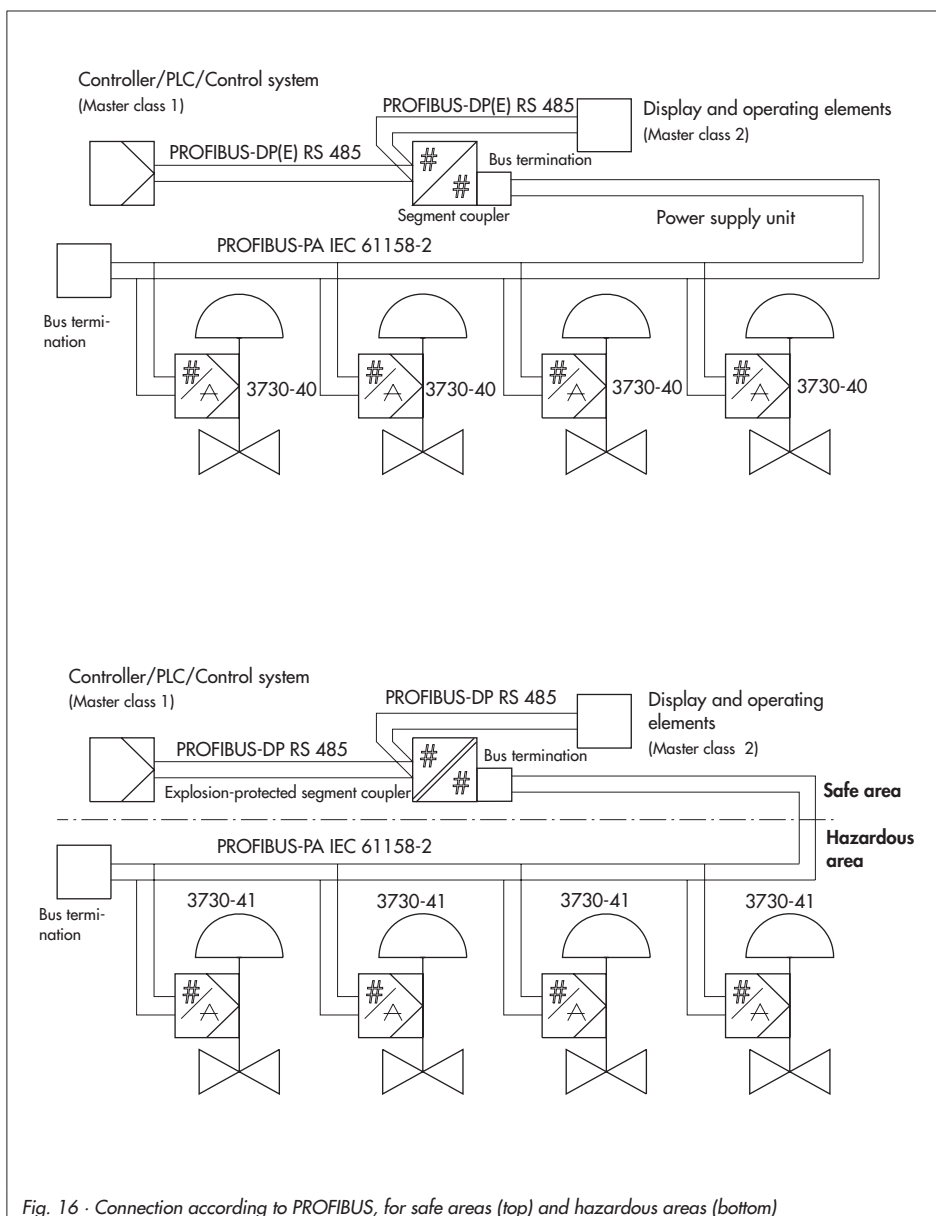 Controller/PLC/Control system
(Master class 1)
PROFIBUS-DP(E) RS 485
Display and operating elements
(Master class 2)
PROFIBUS-DP(E) RS 485
#
#
Bus termination
Segment coupler
Power supply unit
PROFIBUS-PA IEC 61158-2
Bus termi-
nation
#
A
3730-40
#
A
3730-40
#
A
3730-40
#
A
3730-40
Controller/PLC/Control system
(Master class 1)
PROFIBUS-DP RS 485
Display and operating
elements
(Master class 2)
PROFIBUS-DP RS 485
#
#
Bus termination
Explosion-protected segment coupler
Safe area
Hazardous
area
PROFIBUS-PA IEC 61158-2
Bus termi-
nation
3730-41
3730-41
3730-41
3730-41
#
A
#
A
#
A
#
A
Fig. 16 · Connection according to PROFIBUS, for safe areas (top) and hazardous areas (bottom)